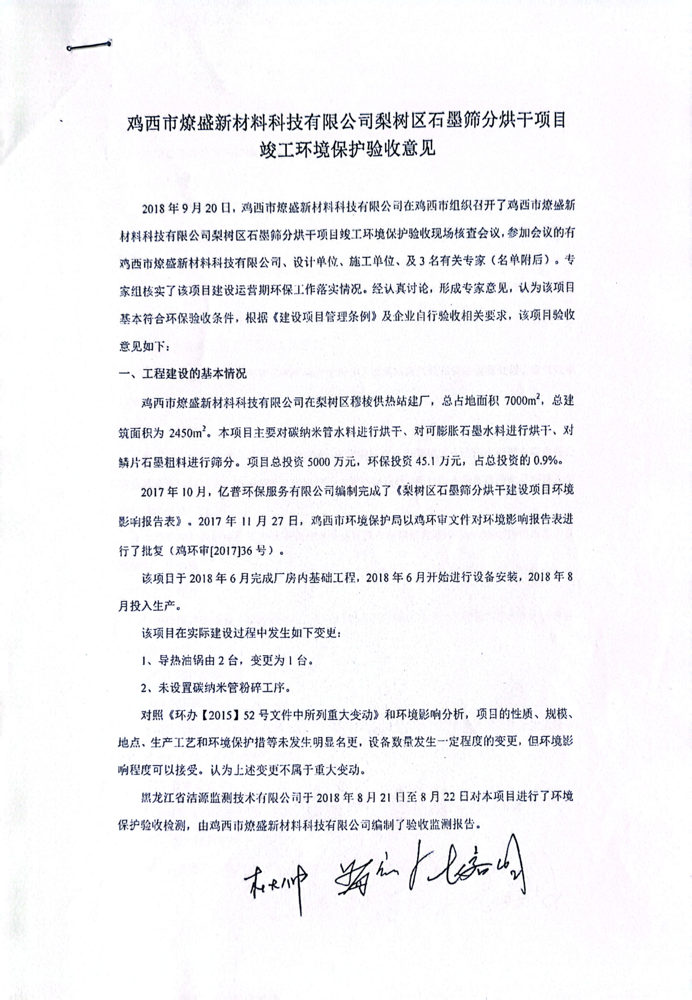 鸡西市燎盛新材料科技有限公司梨树区石墨筛分烘干项目
竣工环境保护验收意见
2018 年 9 月 20 日，鸡西市燎盛新材料科技有限公司在鸡西市组织召开了鸡西市燎盛新
材料科技有限公司梨树区石墨筛分烘干项目竣工环境保护验收现场核查会议，参加会议的有
鸡西市燎盛新材料科技有限公司、设计单位、施工单位、及 3 名有关专家（名单附后）。专
家组核实了该项目建设运营期环保工作落实情况。经认真讨论，形成专家意见，认为该项目
基本符合环保验收条件，根据《建设项目管理条例》及企业自行验收相关要求，该项目验收
意见如下：
一、工程建设的基本情况
鸡西市燎盛新材料科技有限公司在梨树区穆棱供热站建厂，总占地面积 7000m²，总建
筑面积为 2450m²。本项目主要对碳纳米管水料进行烘干、对可膨胀石墨水料进行烘干、对
鳞片石墨粗料进行筛分。项目总投资 5000 万元，环保投资 45.1 万元，占总投资的 0.9%。
2017 年 10 月，亿普环保服务有限公司编制完成了《梨树区石墨筛分烘干建设项目环境
影响报告表》。2017 年 11 月 27 日，鸡西市环境保护局以鸡环审文件对环境影响报告表进
行了批复（鸡环审[2017]36 号）。
该项目于 2018 年 6 月完成厂房内基础工程，2018 年 6 月开始进行设备安装，2018 年 8
月投入生产。
该项目在实际建设过程中发生如下变更：
1、导热油锅由 2 台，变更为 1 台。
2、未设置碳纳米管粉碎工序。
对照《环办【2015】52 号文件中所列重大变动》和环境影响分析，项目的性质、规模、
地点、生产工艺和环境保护措等未发生明显名更，设备数量发生一定程度的变更，但环境影
响程度可以接受。认为上述变更不属于重大变动。
黑龙江省洁源监测技术有限公司于 2018 年 8 月 21 日至 8 月 22 日对本项目进行了环境
保护验收检测，由鸡西市燎盛新材料科技有限公司编制了验收监测报告。